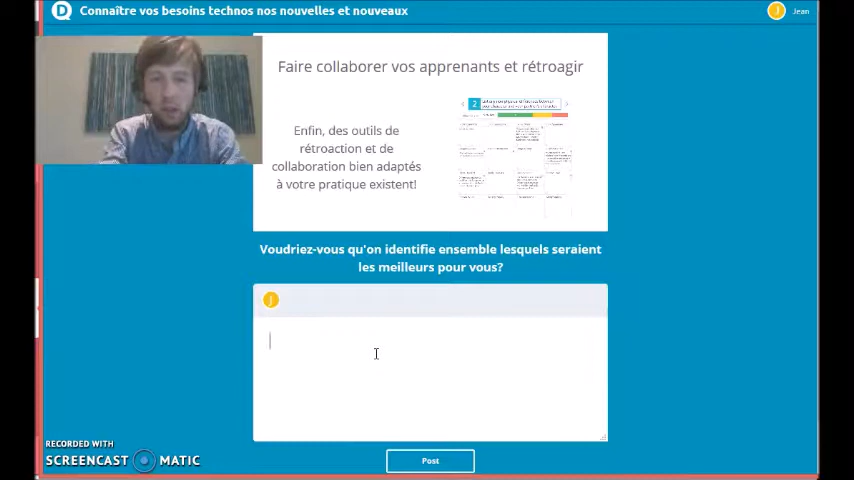 Connaître vos besoins technos nos nouvelles et nouveaux
J
Jean
Faire collaborer vos apprenants et rétroagir
Enfin, des outils de
rétroaction et de
collaboration bien adaptés
à votre pratique existent!
2
Voudriez-vous qu'on identifie ensemble lesquels seraient
les meilleurs pour vous?
J
Post
RECORDED WITH
SCREENCAST MATIC